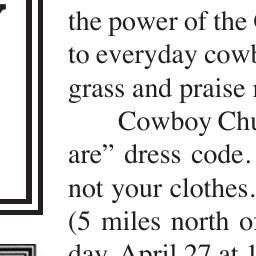 the power of the
to everyday cowb
grass and praise
Cowboy Chu
are” dress code.
not your clothes.
(5 miles north of
day, April 27 at 1